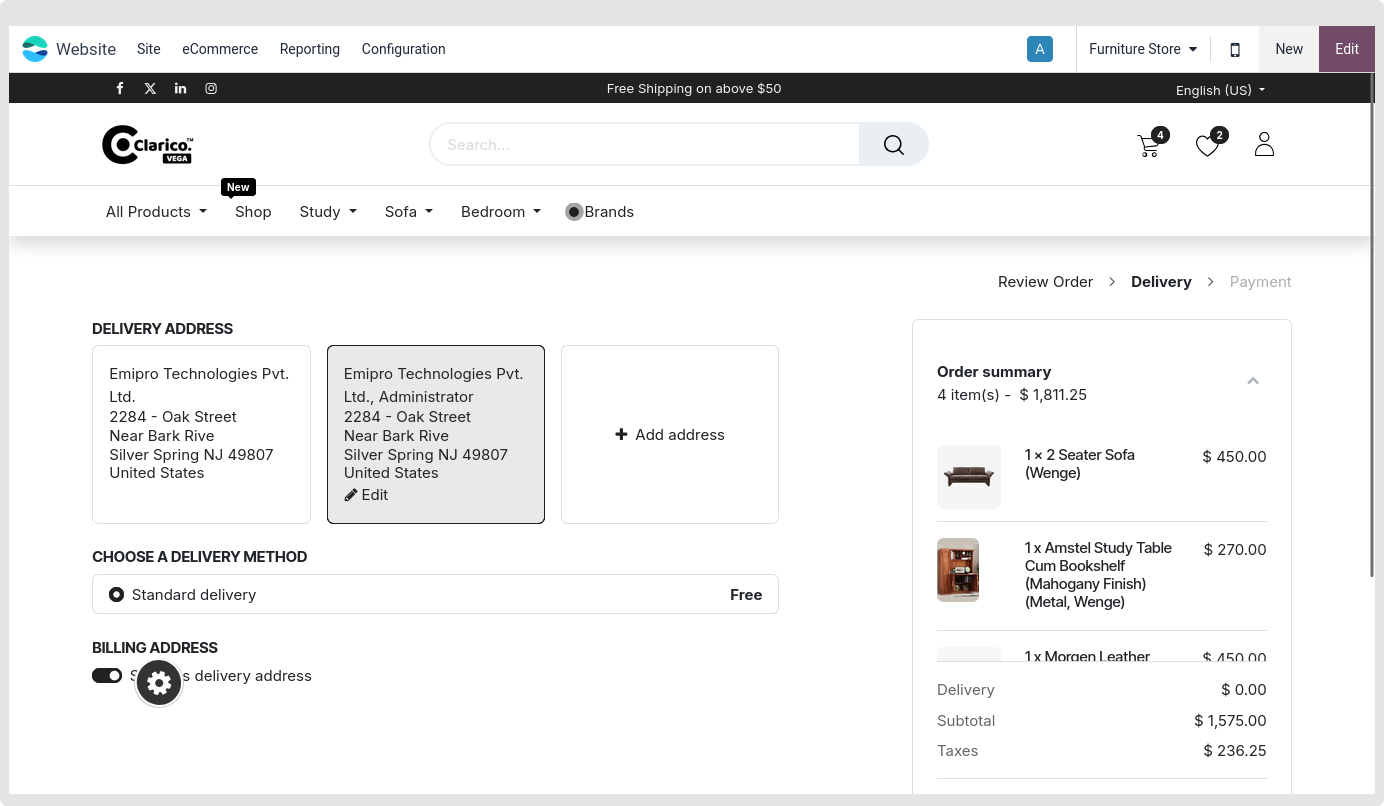 Website Site eCommerce Reporting Configuration A Furniture Store New Edit
Free Shipping on above $50 English (US)
Clarico.™
VEGA
Search...
4
2
New
All Products Shop Study Sofa Bedroom Brands
Review Order > Delivery > Payment
DELIVERY ADDRESS
Emipro Technologies Pvt.
Ltd.
2284 - Oak Street
Near Bark Rive
Silver Spring NJ 49807
United States
Emipro Technologies Pvt.
Ltd., Administrator
2284 - Oak Street
Near Bark Rive
Silver Spring NJ 49807
United States
Edit
Add address
CHOOSE A DELIVERY METHOD
Standard delivery Free
BILLING ADDRESS
delivery address
Order summary
4 item(s) - $ 1,811.25
1 × 2 Seater Sofa
(Wenge)
$ 450.00
1 x Amstel Study Table
Cum Bookshelf
(Mahogany Finish)
(Metal, Wenge)
$ 270.00
1 x Morgen Leather $ 450.00
Delivery $ 0.00
Subtotal $ 1,575.00
Taxes $ 236.25